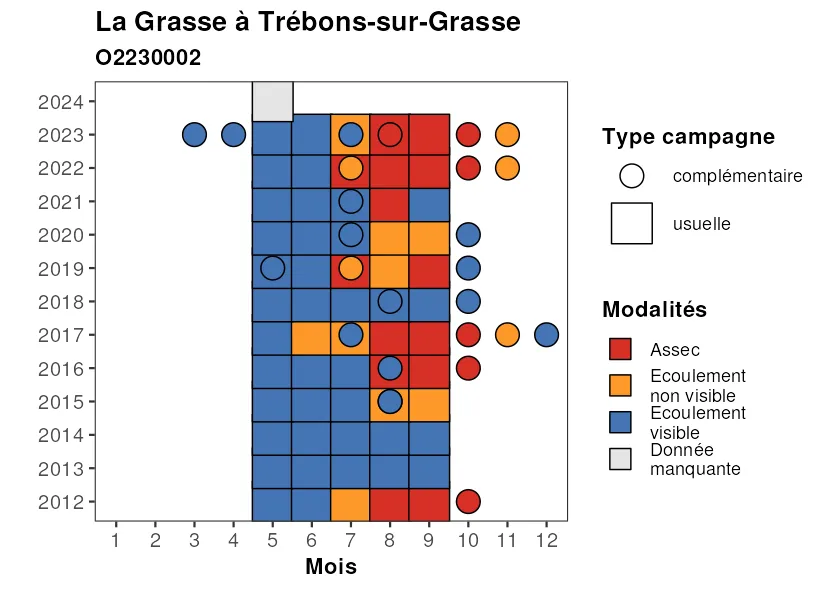 La Grasse à Trébons-sur-Grasse
O2230002
2024
2023
2022
2021
2020
2019
2018
2017
2016
2015
2014
2013
2012
1 2 3 4 5 6 7 8 9 10 11 12
Mois
Type campagne
complémentaire
usuelle
Modalités
Assec
Ecoulement
non visible
Ecoulement
visible
Donnée
manquante